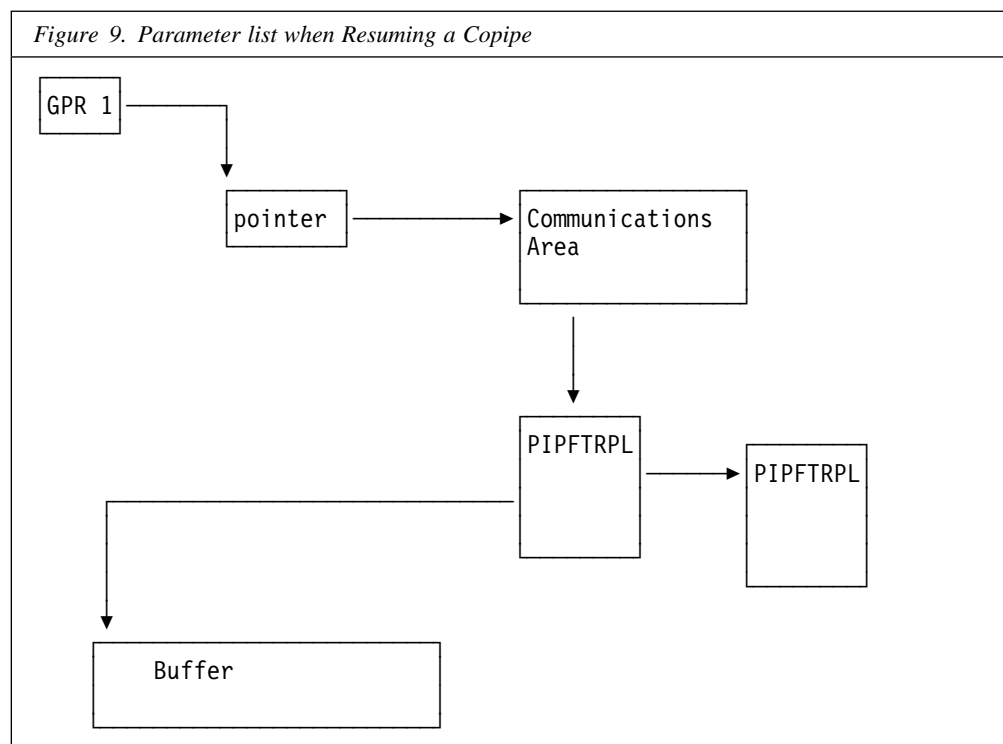 Figure 9. Parameter list when Resuming a Copipe
GPR 1
pointer
Communications
Area
PIPFTRPL
PIPFTRPL
Buffer